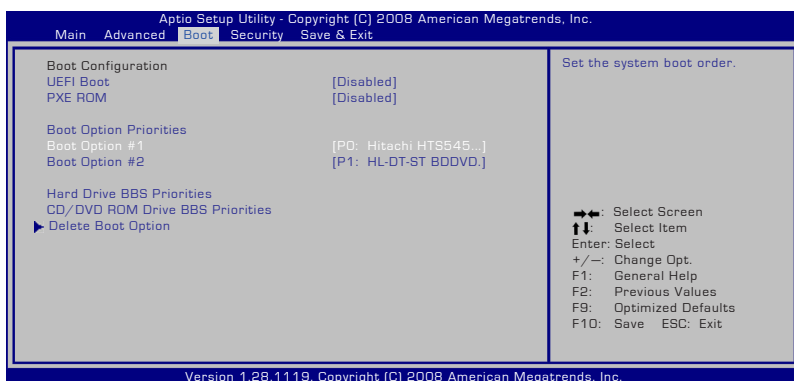 Aptio Setup Utility - Copyright (C) 2008 American Megatrends, Inc.
Main Advanced Boot Security Save & Exit
Boot Configuration
UEFI Boot [Disabled]
PXE ROM [Disabled]
Boot Option Priorities
Boot Option #1 [P0: Hitachi HTS545...]
Boot Option #2 [P1: HL-DT-ST BDDVD.]
Hard Drive BBS Priorities
CD/DVD ROM Drive BBS Priorities
Delete Boot Option
Set the system boot order.
→←: Select Screen
↑↓: Select Item
Enter: Select
+/—: Change Opt.
F1: General Help
F2: Previous Values
F9: Optimized Defaults
F10: Save ESC: Exit
Version 1.28.1119. Copyright (C) 2008 American Megatrends, Inc.